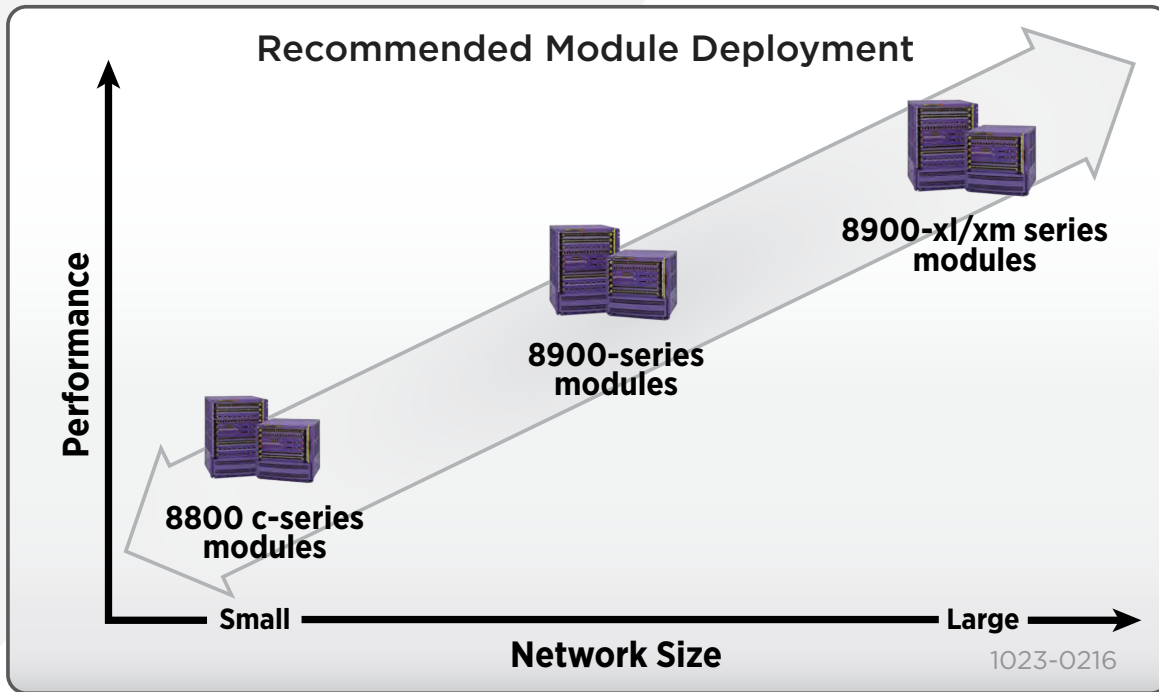 Recommended Module Deployment
Performance
8900-xl/xm series
modules
8900-series
modules
8800 c-series
modules
Small
Large
Network Size
1023-0216